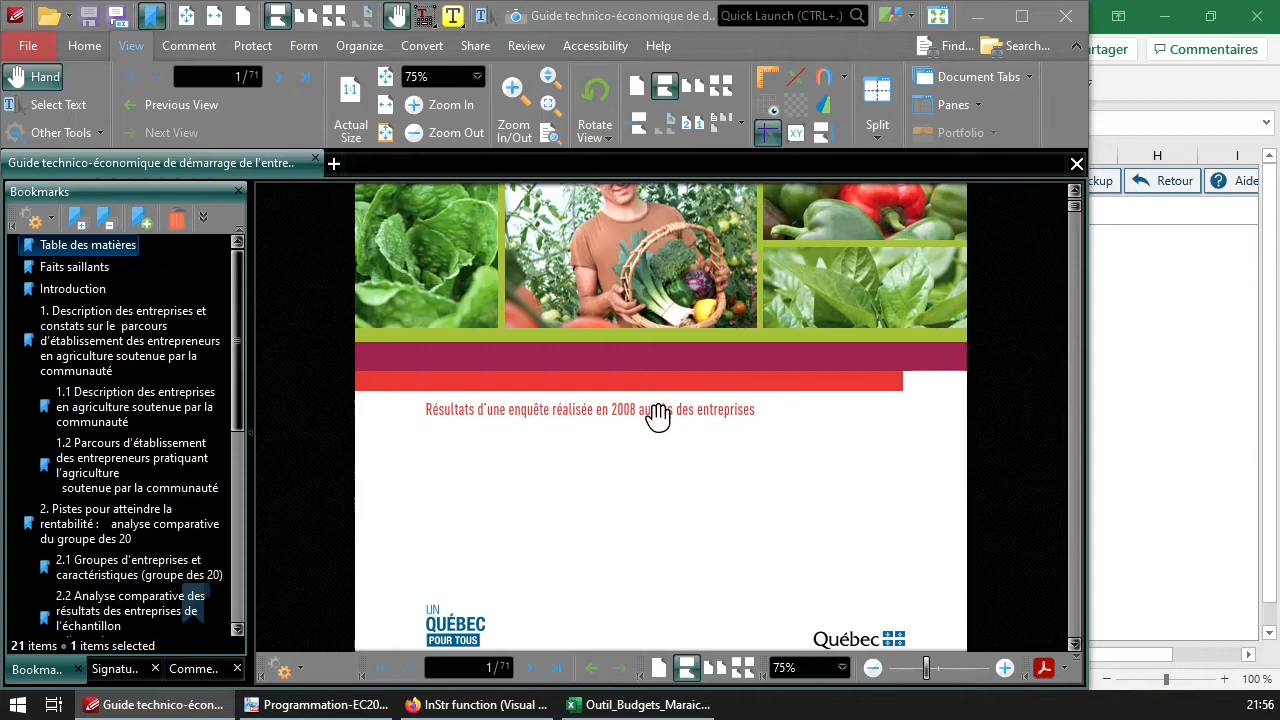 Guide technico-économique de d..
Quick Launch (CTRL+.)
File
Home
View
Comment
Protect
Form
Organize
Convert
Share
Review
Accessibility
Help
Find...
Search...
artager
Commentaires
Hand
Select Text
Other Tools
1/71
Previous View
Next View
1:1
Actual
Size
75%
Zoom In
Zoom Out
Zoom
In/Out
Rotate
View
Split
Document Tabs
Panes
Portfolio
Guide technico-économique de démarrage de l'entre..
H
I
ckup
Retour
Aide
Bookmarks
Table des matières
Faits saillants
Introduction
1. Description des entreprises et
constats sur le parcours
d'établissement des entrepreneurs
en agriculture soutenue par la
communauté
1.1 Description des entreprises
en agriculture soutenue par la
communauté
1.2 Parcours d'établissement
des entrepreneurs pratiquant
l'agriculture
soutenue par la communauté
2. Pistes pour atteindre la
rentabilité : analyse comparative
du groupe des 20
2.1 Groupes d'entreprises et
caractéristiques (groupe des 20)
2.2 Analyse comparative des
résultats des entreprises de
l'échantillon
21 items • 1 items selected
Bookma..
Signatu..
Comme..
Résultats d'une enquête réalisée en 2008 des entreprises
UN
QUÉBEC
POUR TOUS
Québec
1/71
75%
100 %
Guide technico-écon...
Programmation-EC20...
InStr function (Visual ...
Outil_Budgets_Maraic...
21:56